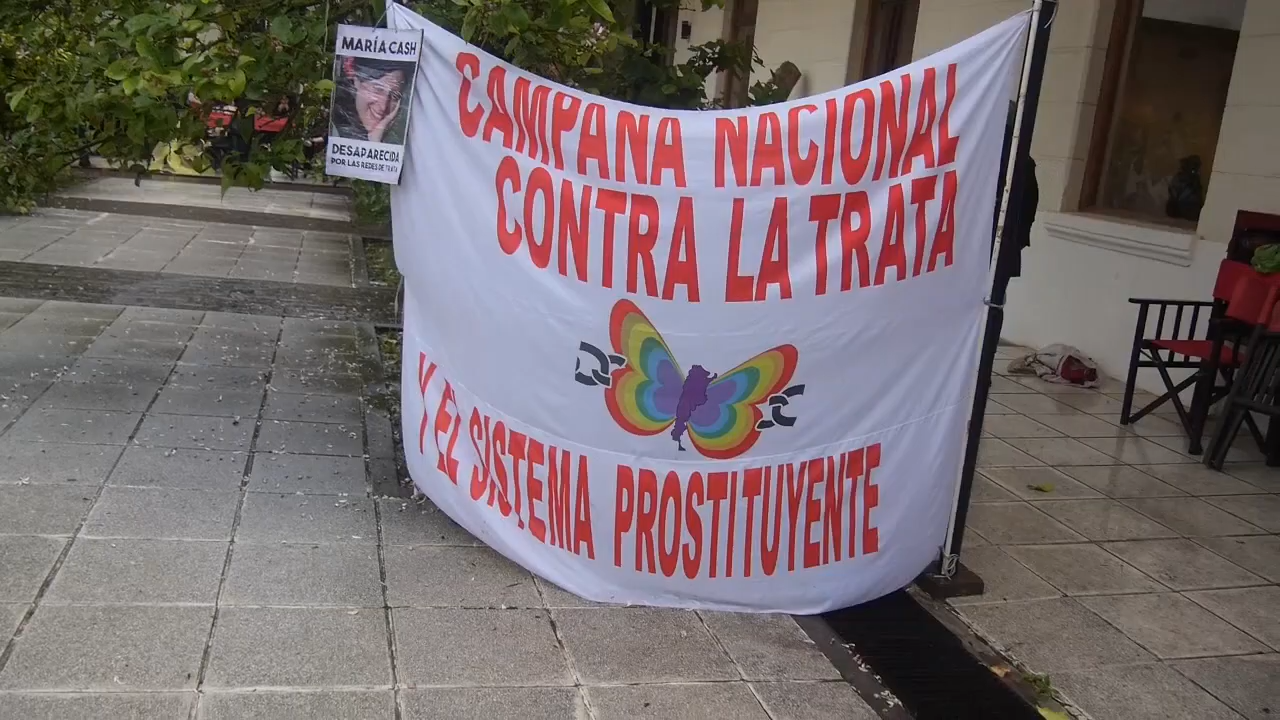 MARÍA CASH
DESAPARECIDA
POR LAS REDES DE TRATA
CAMPANA NACIONAL
CONTRA LA TRATA
Y EL SISTEMA PROSTITUYENTE